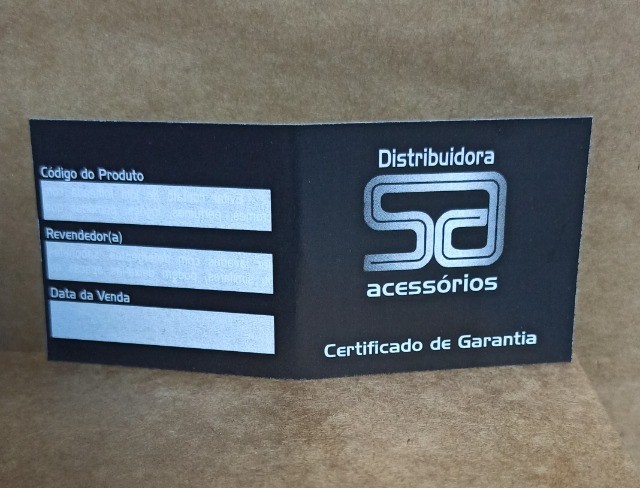 Código do Produto
Revendedor(a)
Data da Venda
Distribuidora
sa
acessórios
Certificado de Garantia